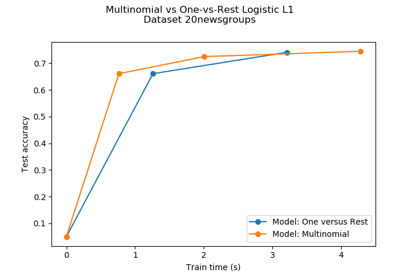 Multinomial vs One-vs-Rest Logistic L1
Dataset 20newsgroups
0.7
0.6
0.5
0.4
0.3
0.2
0.1
Test accuracy
Model: One versus Rest
Model: Multinomial
0 1 2 3 4
Train time (s)